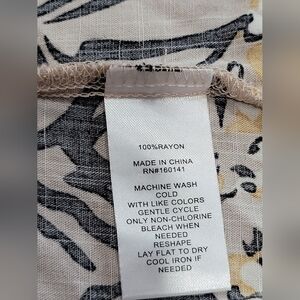 100%RAYON
MADE IN CHINA
RN#160141
MACHINE WASH
COLD
WITH LIKE COLORS
GENTLE CYCLE
ONLY NON-CHLORINE
BLEACH WHEN
NEEDED
RESHAPE
LAY FLAT TO DRY
COOL IRON IF
NEEDED